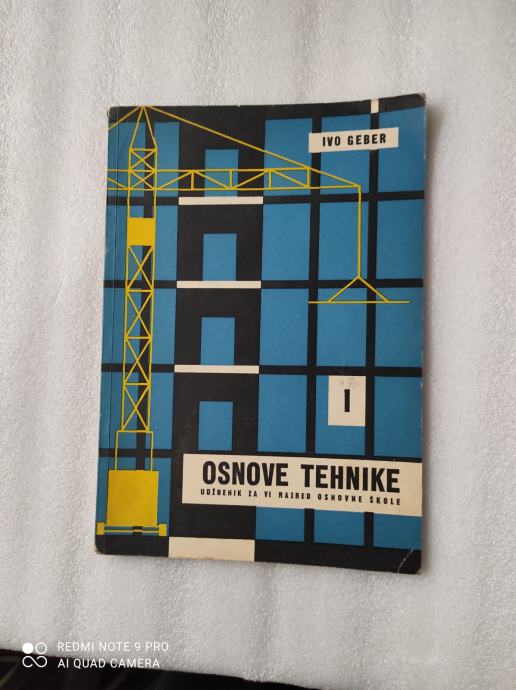 IVO GEBER
I
OSNOVE TEHNIKE
UDŽBENIK ZA VI RAZRED OSNOVNE ŠKOLE
REDMI NOTE 9 PRO
AI QUAD CAMERA